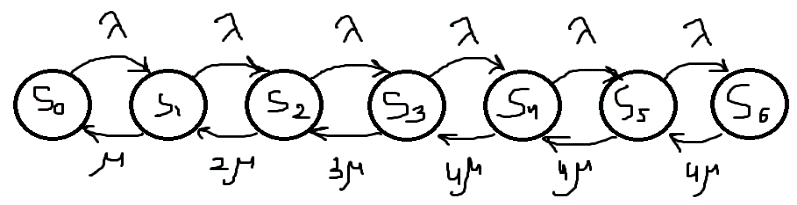 λ λ λ λ λ λ
S₀ S₁ S₂ S₃ S₄ S₅ S₆
μ 2μ 3μ 4μ 4μ 4μ